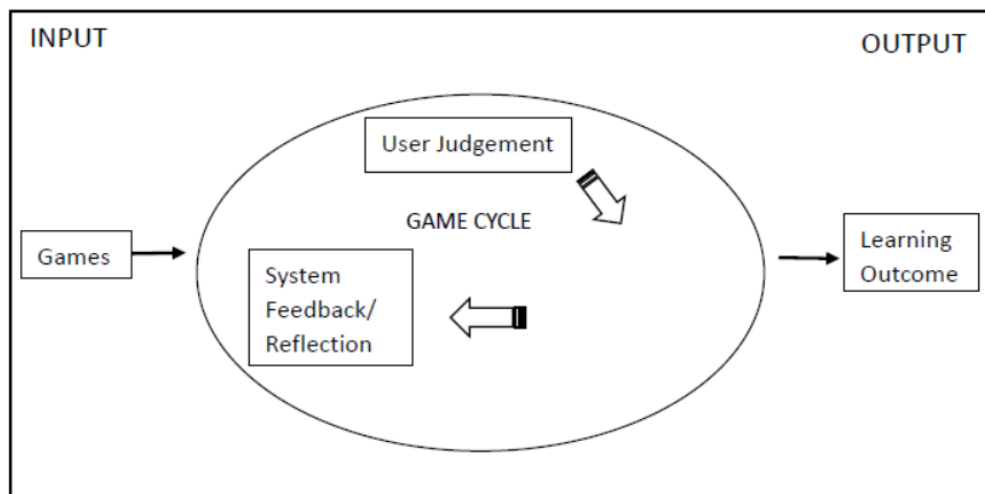 INPUT
OUTPUT
User Judgement
GAME CYCLE
Games
System
Feedback/
Reflection
Learning
Outcome